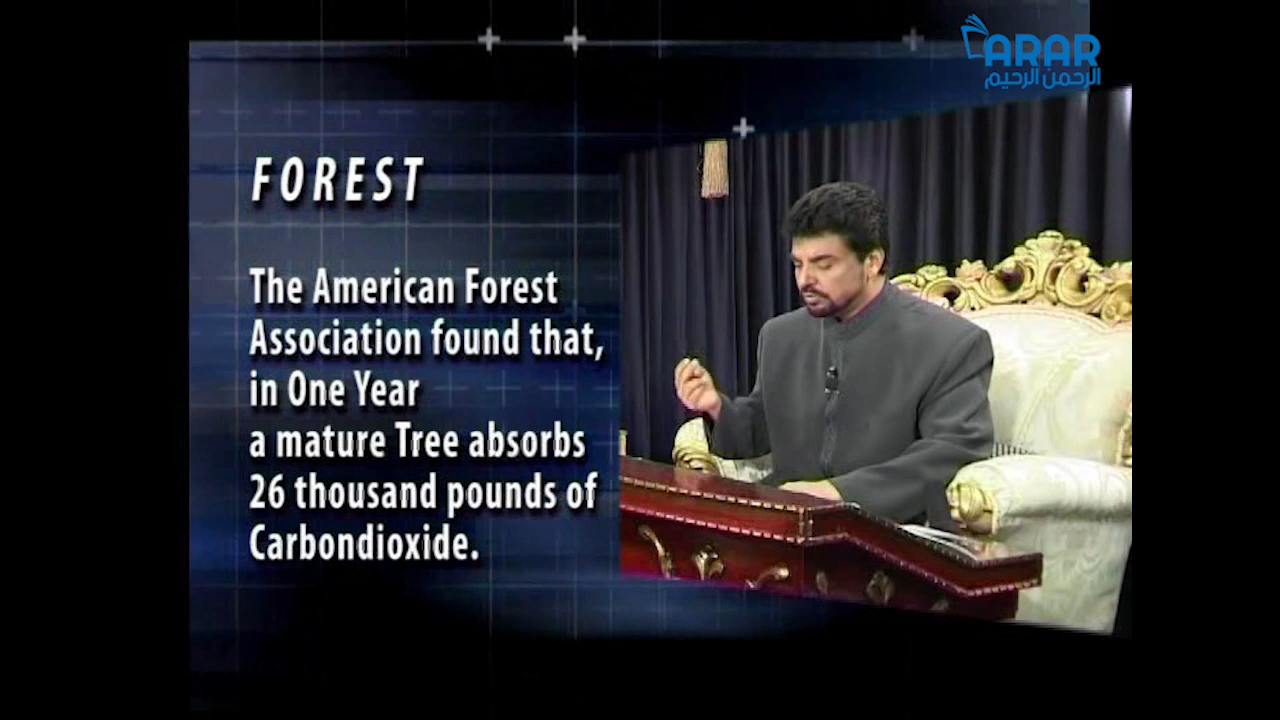 ARAR
الرحمن الرحيم
FOREST
The American Forest
Association found that,
in One Year
a mature Tree absorbs
26 thousand pounds of
Carbondioxide.